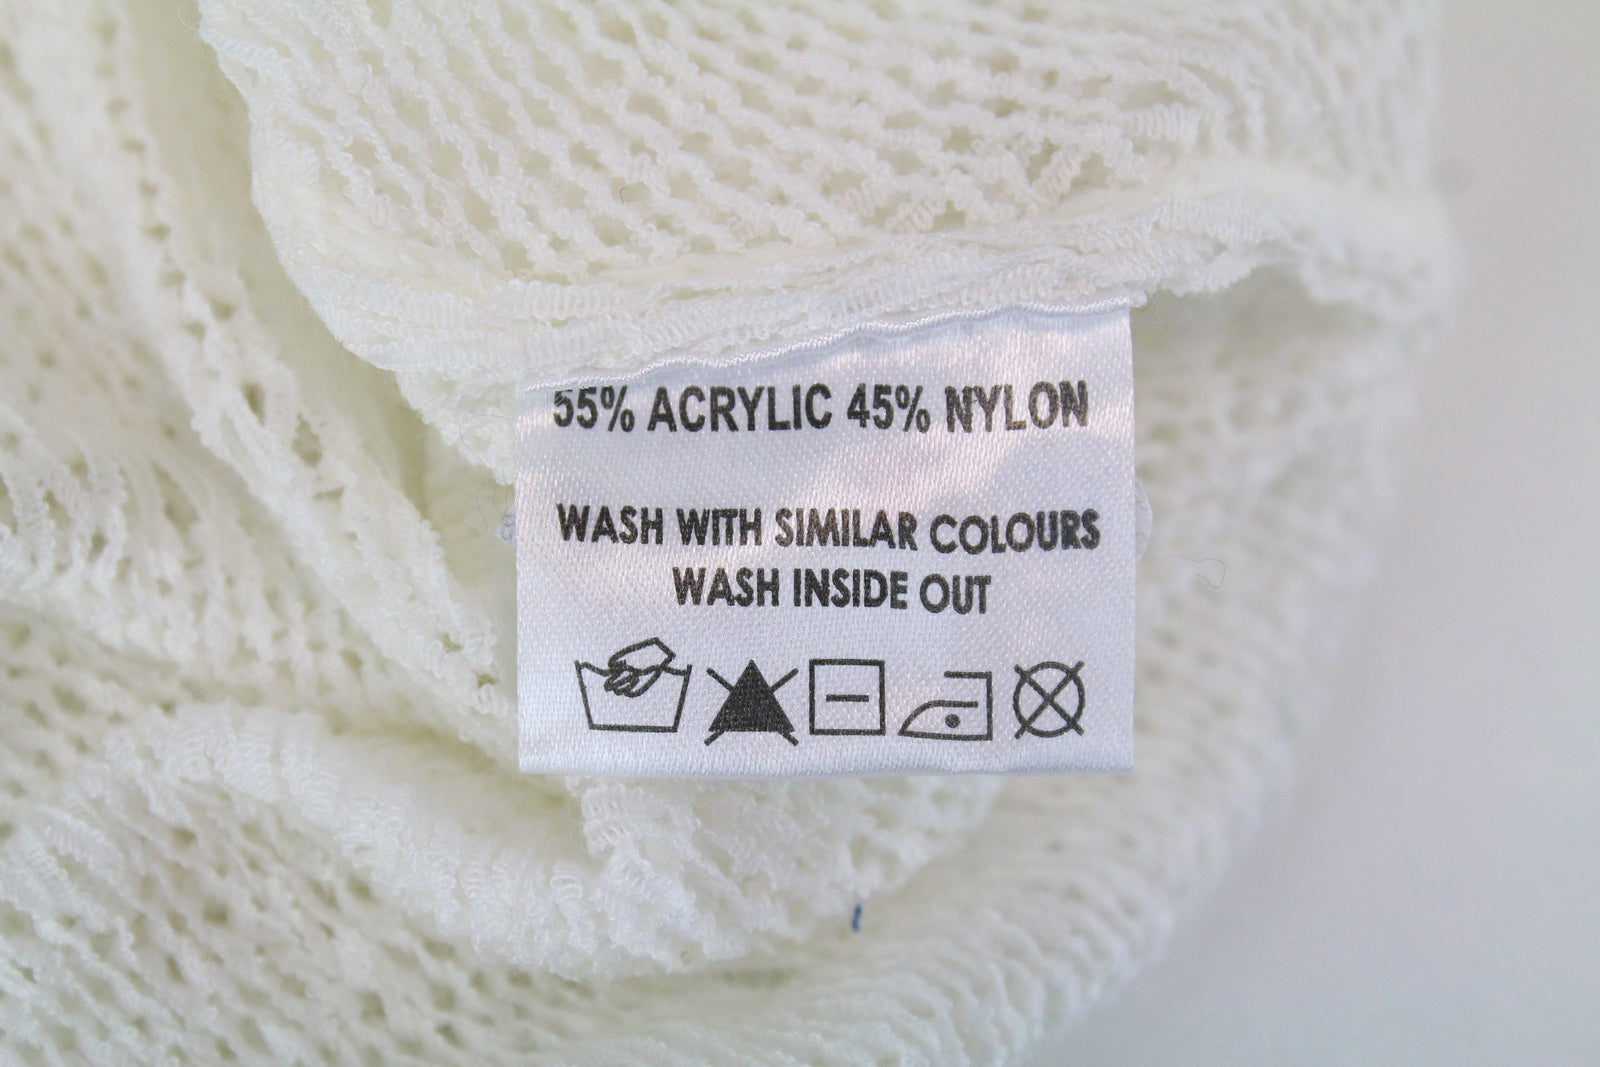 55% ACRYLIC 45% NYLON
WASH WITH SIMILAR COLOURS
WASH INSIDE OUT